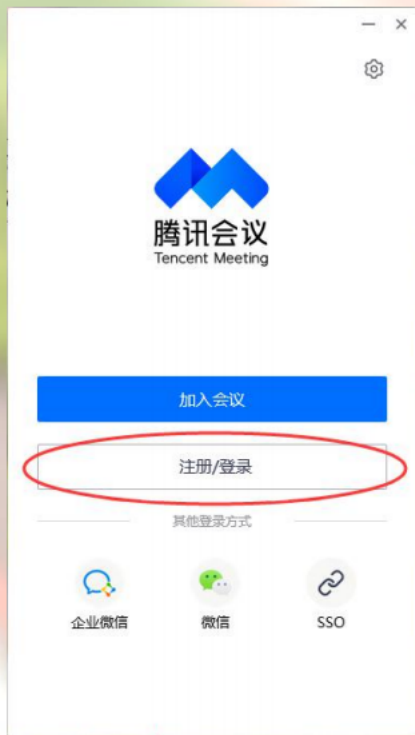 腾讯会议
Tencent Meeting
加入会议
注册/登录
其他登录方式
企业微信
微信
SSO